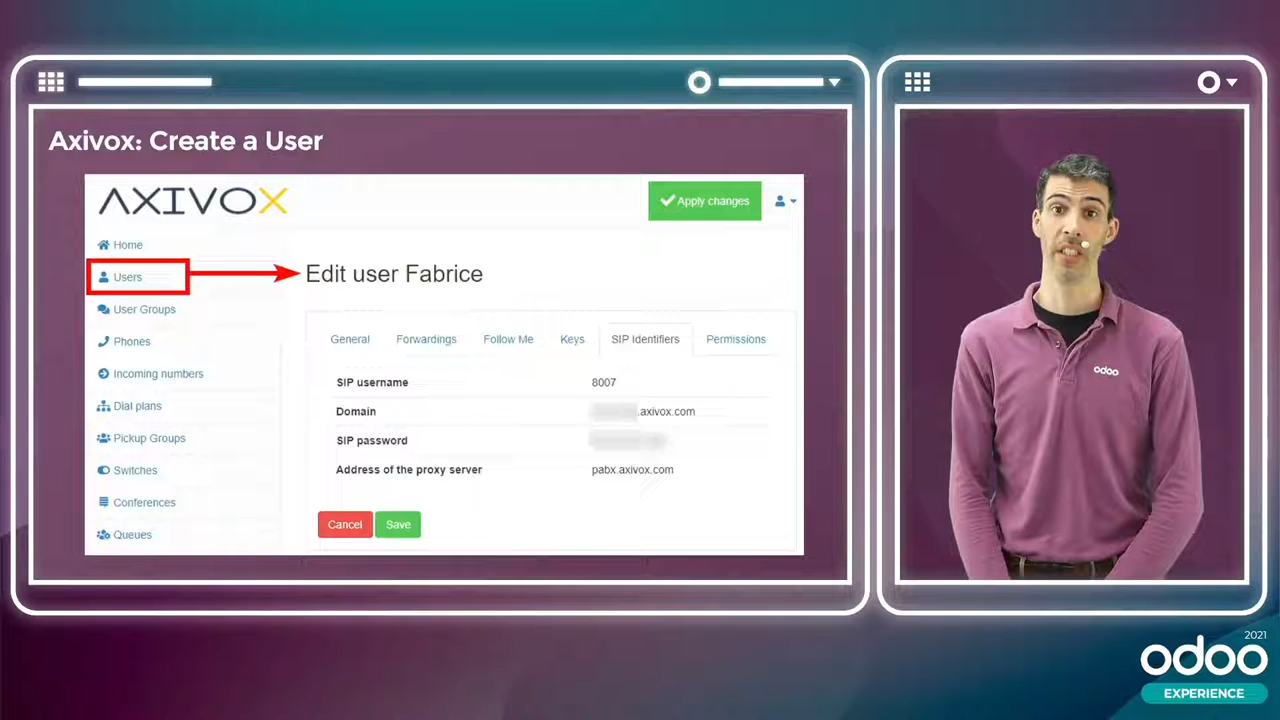 Axivox: Create a User
AXIVOX
Apply changes
Home
Users
User Groups
Phones
Incoming numbers
Dial plans
Pickup Groups
Switches
Conferences
Queues
Edit user Fabrice
General Forwardings Follow Me Keys SIP Identifiers Permissions
SIP username 8007
Domain .axivox.com
SIP password
Address of the proxy server pabx.axivox.com
Cancel Save
odoo
2021
odoo
EXPERIENCE